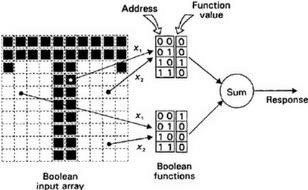 Address
Function
value
X₁
0 0 0
0 1 0
1 0 1
1 1 1
X₂
Sum
Response
X₁
0 0 1
0 1 0
1 0 0
1 1 0
X₂
Boolean
input array
Boolean
functions